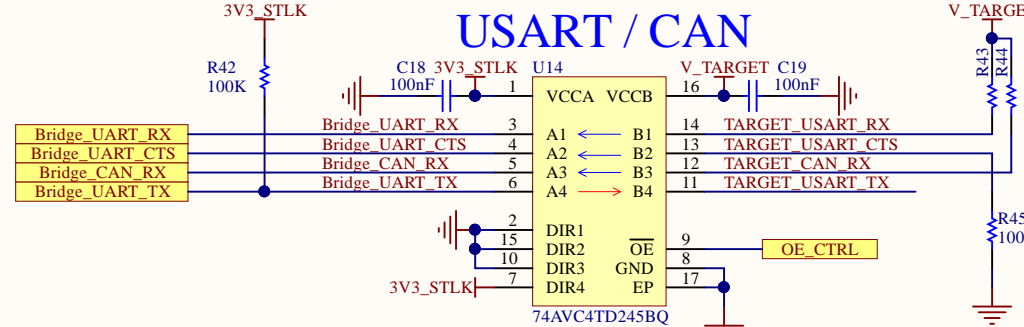 3V3_STLK
USART / CAN
V_TARGET
R42
100K
C18
100nF
3V3_STLK
U14
V_TARGET
C19
100nF
R43
R44
1
VCCA
VCCB
16
Bridge_UART_RX
Bridge_UART_RX
3
A1
B1
14
TARGET_USART_RX
Bridge_UART_CTS
Bridge_UART_CTS
4
A2
B2
13
TARGET_USART_CTS
Bridge_CAN_RX
Bridge_CAN_RX
5
A3
B3
12
TARGET_CAN_RX
Bridge_UART_TX
Bridge_UART_TX
6
A4
B4
11
TARGET_USART_TX
2
DIR1
15
DIR2
OE
9
OE_CTRL
10
DIR3
GND
8
3V3_STLK
7
DIR4
EP
17
R45
100
74AVC4TD245BQ